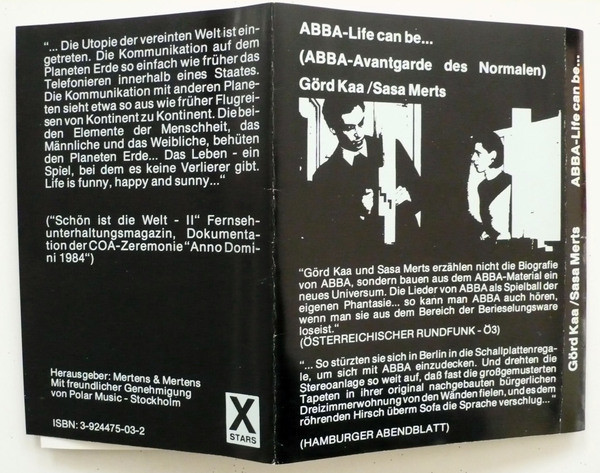 "... Die Utopie der vereinten Welt ist ein-
getreten. Die Kommunikation auf dem
Planeten Erde so einfach wie früher das
Telefonieren innerhalb eines Staates.
Die Kommunikation mit anderen Plane-
ten sieht etwa so aus wie früher Flugrei-
sen von Kontinent zu Kontinent. Die bei-
den Elemente der Menschheit, das
Männliche und das Weibliche, behüten
den Planeten Erde... Das Leben - ein
Spiel, bei dem es keine Verlierer gibt.
Life is funny, happy and sunny..."
("Schön ist die Welt - II" Fernseh-
unterhaltungsmagazin, Dokumenta-
tion der COA-Zeremonie "Anno Domi-
ni 1984")
Herausgeber: Mertens & Mertens
Mit freundlicher Genehmigung
von Polar Music - Stockholm
ISBN: 3-924475-03-2
X
STARS
ABBA-Life can be...
(ABBA-Avantgarde des Normalen)
Görd Kaa /Sasa Merts
"Görd Kaa und Sasa Merts erzählen nicht die Biografie
von ABBA, sondern bauen aus dem ABBA-Material ein
neues Universum. Die Lieder von ABBA als Spielball der
eigenen Phantasie... so kann man ABBA auch hören,
wenn man sie aus dem Bereich der Berieselungsware
loseist."
(ÖSTERREICHISCHER RUNDFUNK - Ö3)
"... So stürzten sie sich in Berlin in die Schallplattenrega-
le, um sich mit ABBA einzudecken. Und drehten die
Stereoanlage so weit auf, daß fast die großgemusterten
Tapeten in ihrer original nachgebauten bürgerlichen
Dreizimmerwohnung von den Wänden fielen, und es dem
röhrenden Hirsch überm Sofa die Sprache verschlug..."
(HAMBURGER ABENDBLATT)
Görd Kaa /Sasa Merts ABBA-Life can be...